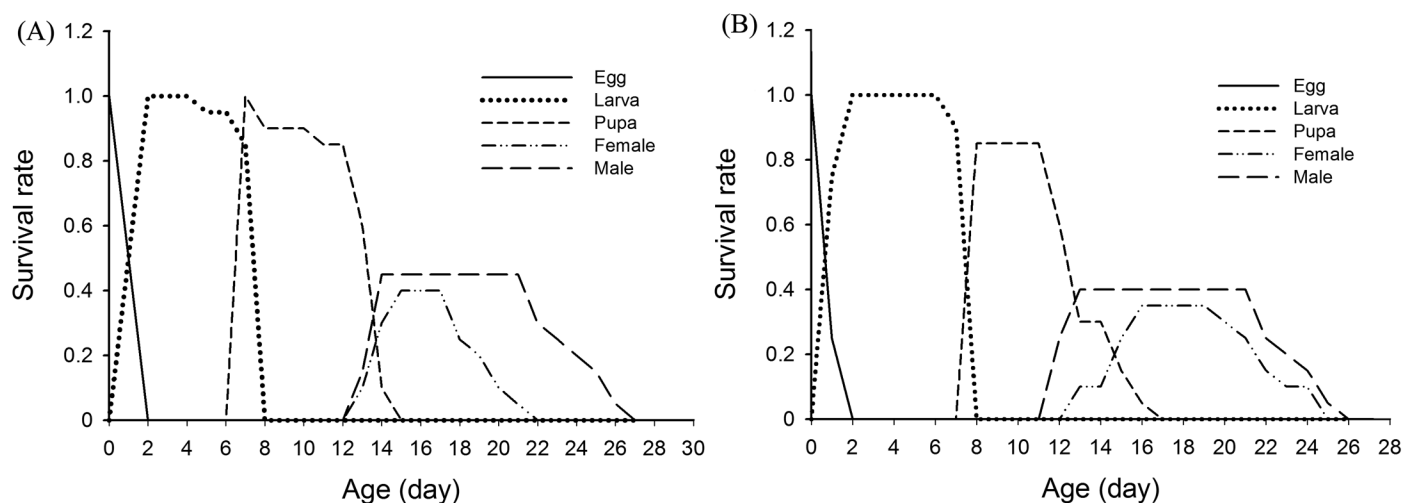 (A)
1.2
1.0
0.8
0.6
0.4
0.2
0
Survival rate
Egg
Larva
Pupa
Female
Male
0 2 4 6 8 10 12 14 16 18 20 22 24 26 28 30
Age (day)
(B)
1.2
1.0
0.8
0.6
0.4
0.2
0
Survival rate
Egg
Larva
Pupa
Female
Male
0 2 4 6 8 10 12 14 16 18 20 22 24 26 28
Age (day)